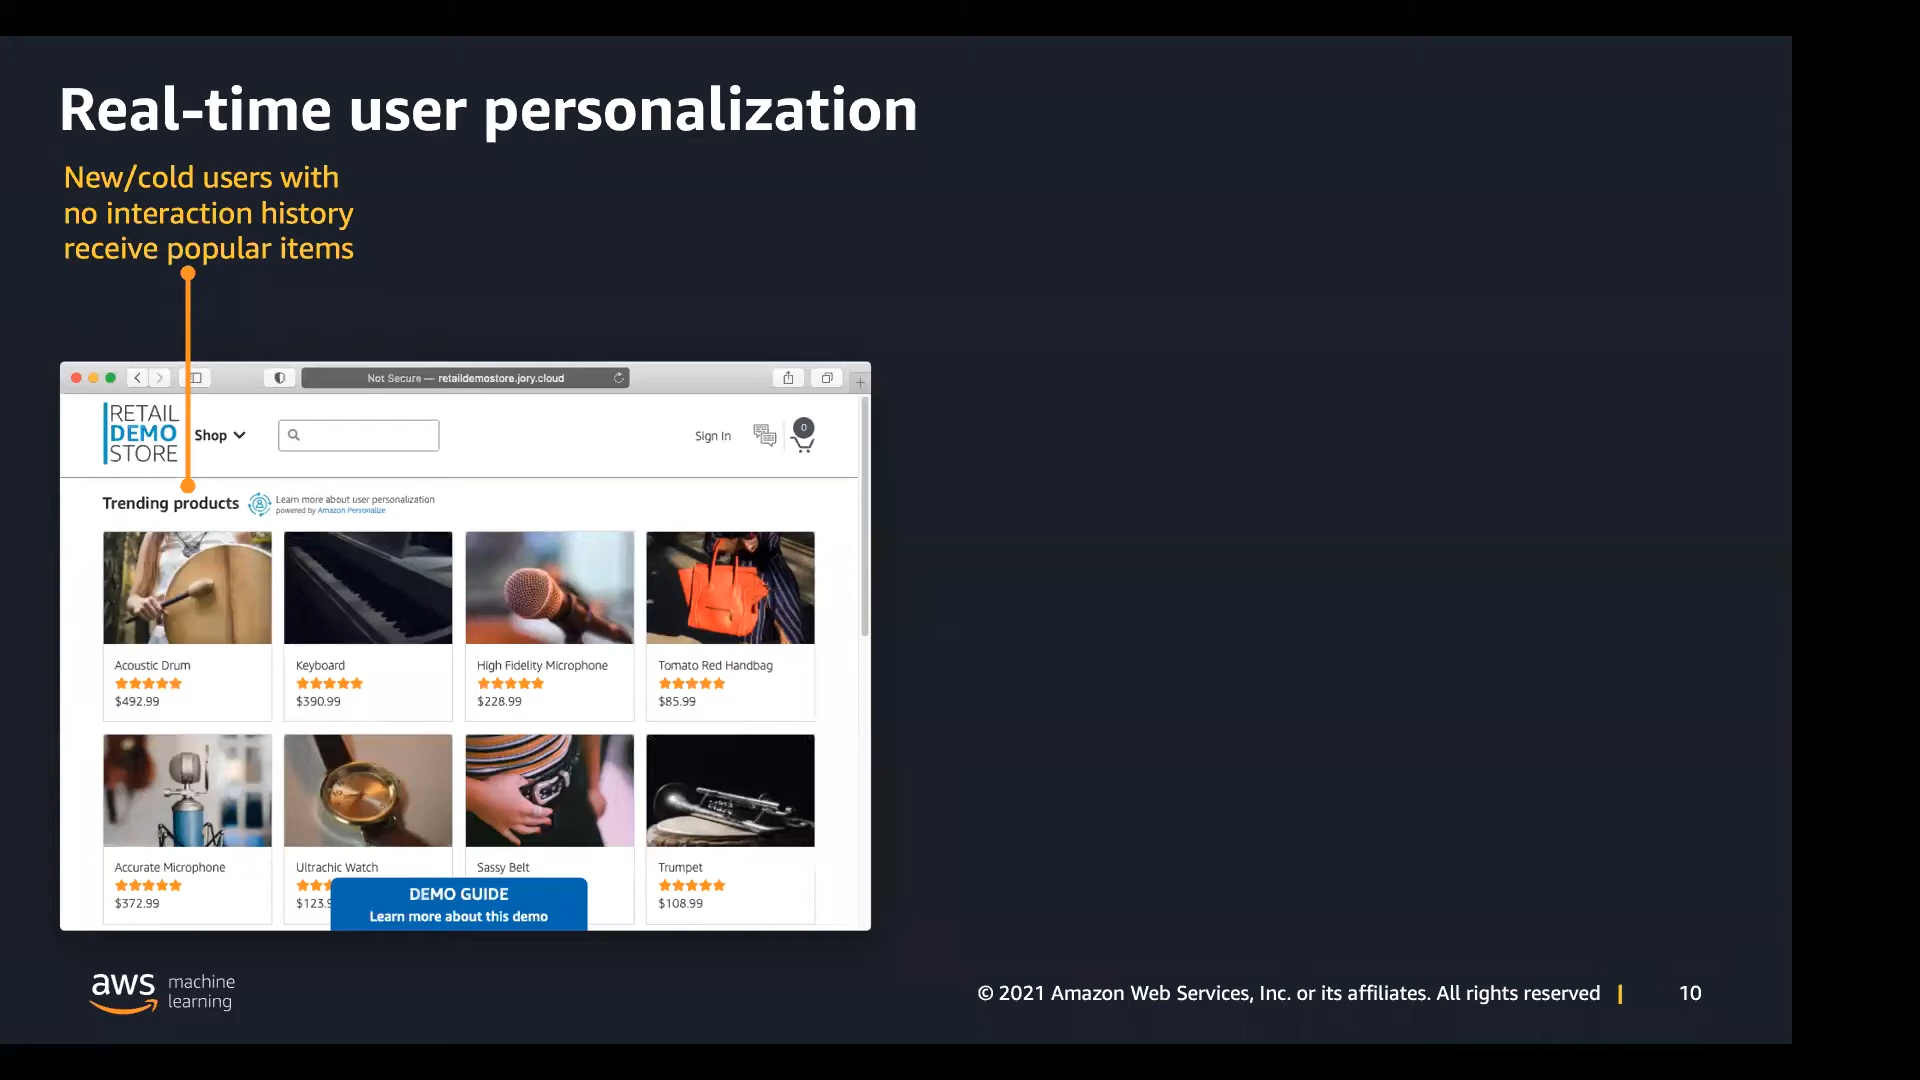 Real-time user personalization
New/cold users with
no interaction history
receive popular items
Not Secure — retaildemostore.jory.cloud
RETAIL
DEMO
STORE
Shop
Sign In
0
Trending products
Learn more about user personalization
powered by Amazon Personalize
Acoustic Drum
$492.99
Keyboard
$390.99
High Fidelity Microphone
$228.99
Tomato Red Handbag
$85.99
Accurate Microphone
$372.99
Ultrachic Watch
$123.9
Sassy Belt
Trumpet
$108.99
DEMO GUIDE
Learn more about this demo
aws machine
learning
© 2021 Amazon Web Services, Inc. or its affiliates. All rights reserved
10